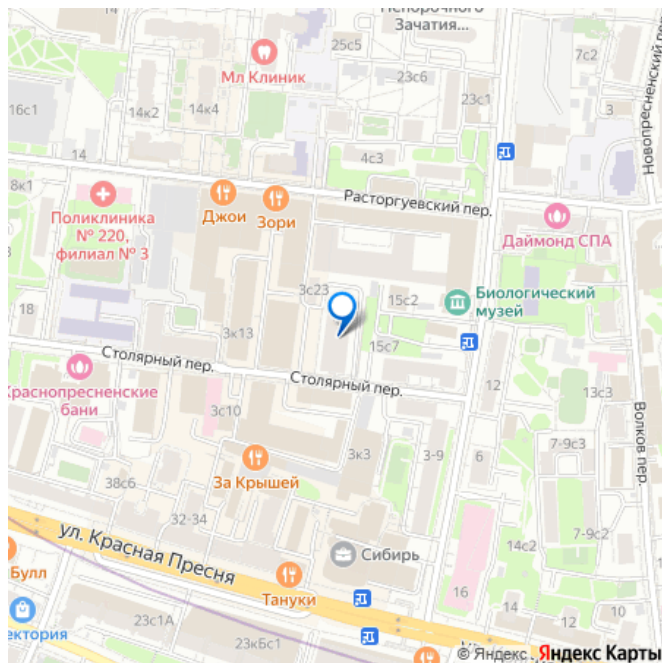 Непорочного
Зачатия...
25с5
Мл Клиник
23с6
7с2
16с1
14к2
14к4
23с1
3
Новопресненский пер.
14
4с3
8к1
Расторгуевский пер.
Поликлиника
№ 220,
филиал № 3
Джои
Зори
Даймонд СПА
3с23
15с2
Биологический
музей
18
3к13
15с7
Столярный пер.
Столярный пер.
12
13с3
Краснопресненские
бани
3с10
Волков пер.
3к3
3-9
6
7-9с3
За Крышей
38с6
32-34
7-9с2
14с2
ул. Красная Пресня
Сибирь
Булл
Тануки
16
14
12
10
23с1А
ектория
23кБс1
© Яндекс
Яндекс Карты